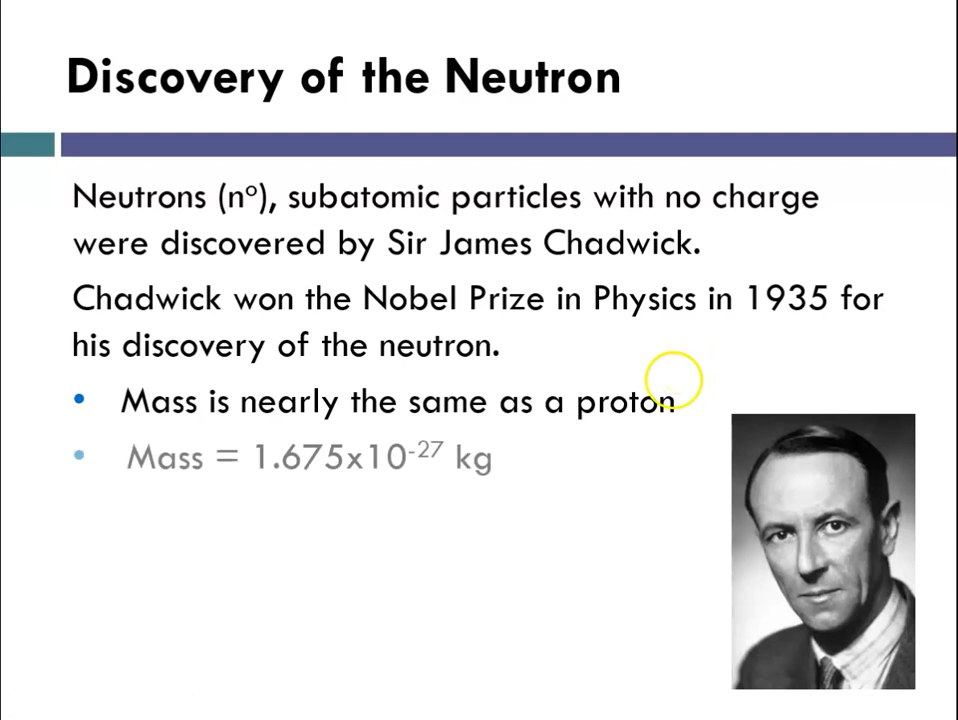 Discovery of the Neutron
Neutrons (nº), subatomic particles with no charge
were discovered by Sir James Chadwick.
Chadwick won the Nobel Prize in Physics in 1935 for
his discovery of the neutron.
• Mass is nearly the same as a proton
• Mass = 1.675x10⁻²⁷ kg